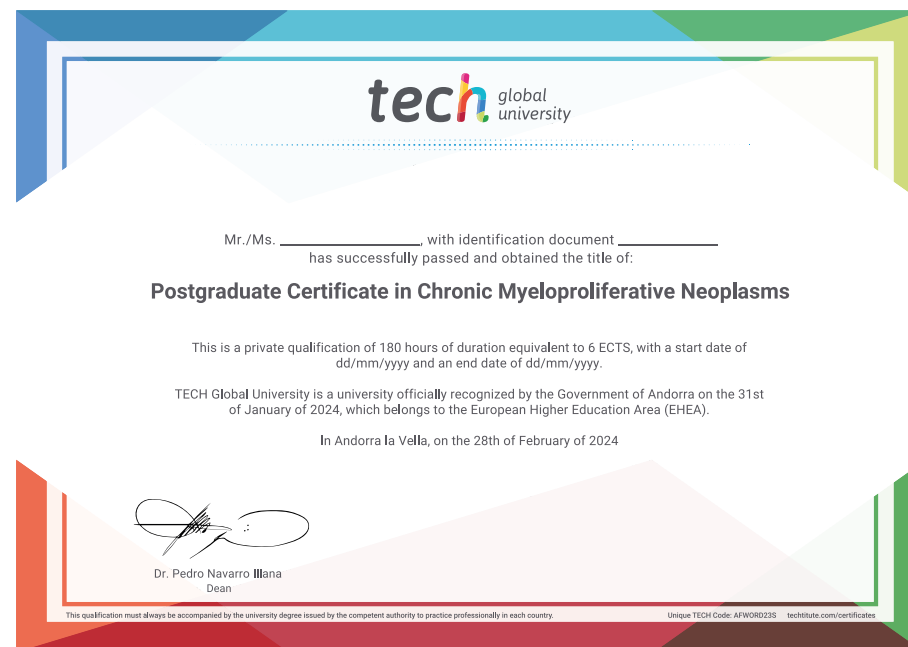 tech global university
Mr./Ms. ____________________, with identification document ______________
has successfully passed and obtained the title of:
Postgraduate Certificate in Chronic Myeloproliferative Neoplasms
This is a private qualification of 180 hours of duration equivalent to 6 ECTS, with a start date of
dd/mm/yyyy and an end date of dd/mm/yyyy.
TECH Global University is a university officially recognized by the Government of Andorra on the 31st
of January of 2024, which belongs to the European Higher Education Area (EHEA).
In Andorra la Vella, on the 28th of February of 2024
Dr. Pedro Navarro Illana
Dean
This qualification must always be accompanied by the university degree issued by the competent authority to practice professionally in each country.
Unique TECH Code: AFWORD23S techtitute.com/certificates